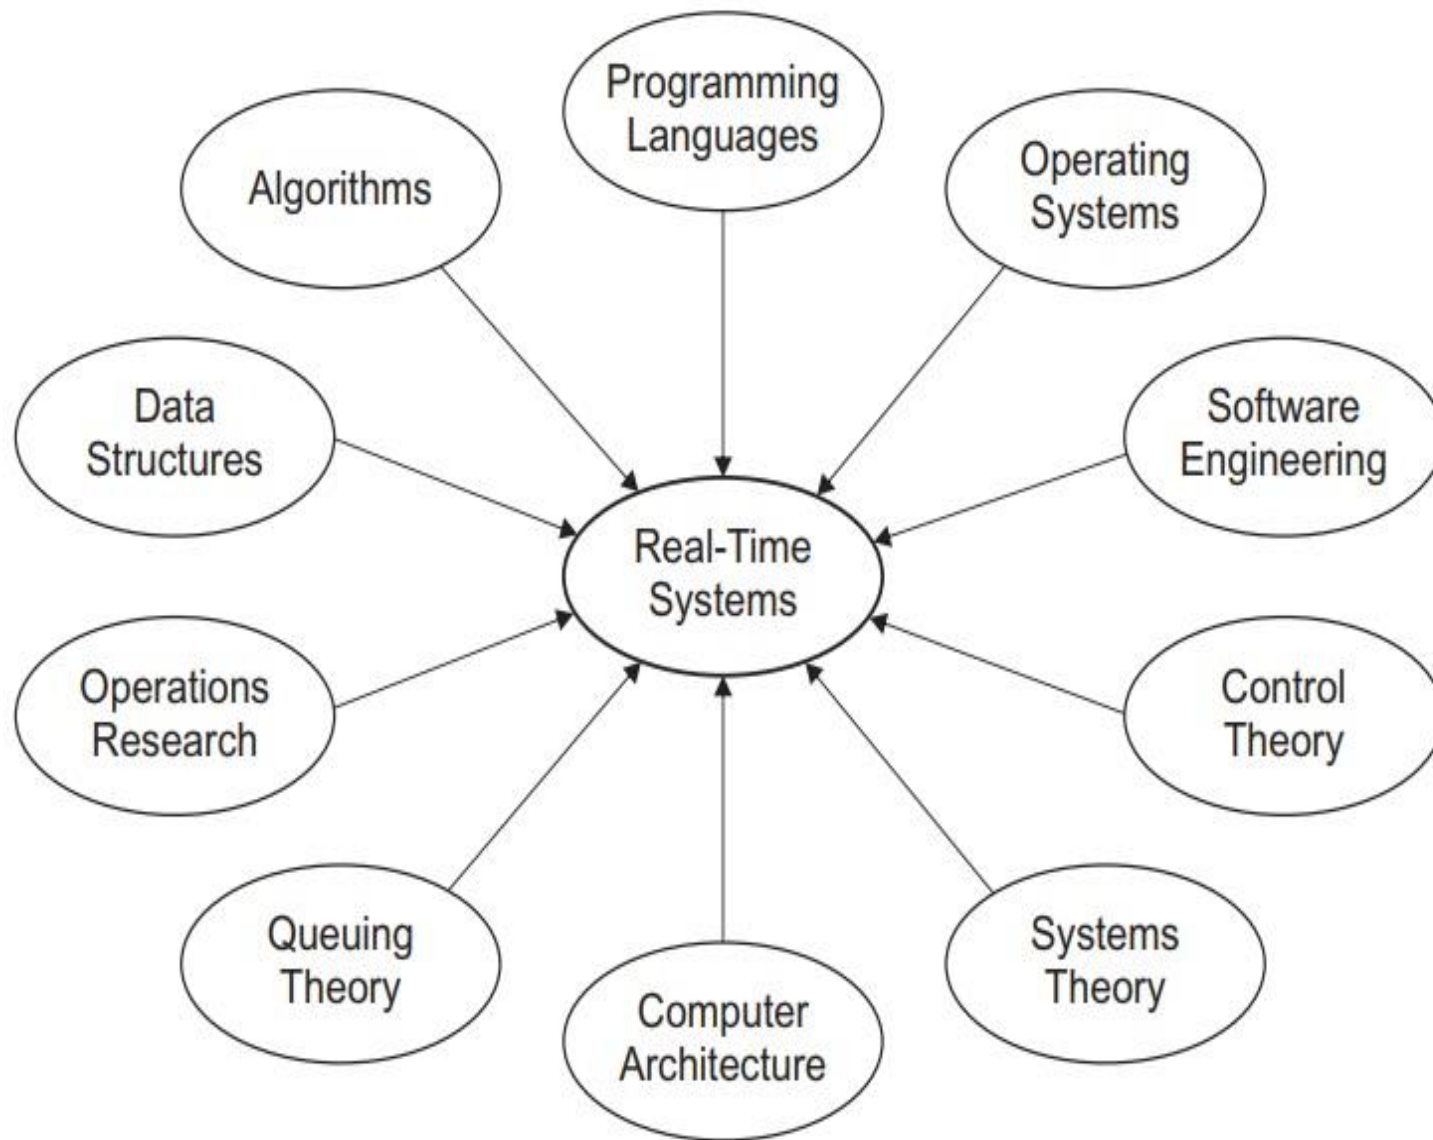 Programming
Languages
Algorithms
Operating
Systems
Data
Structures
Software
Engineering
Real-Time
Systems
Operations
Research
Control
Theory
Queuing
Theory
Systems
Theory
Computer
Architecture